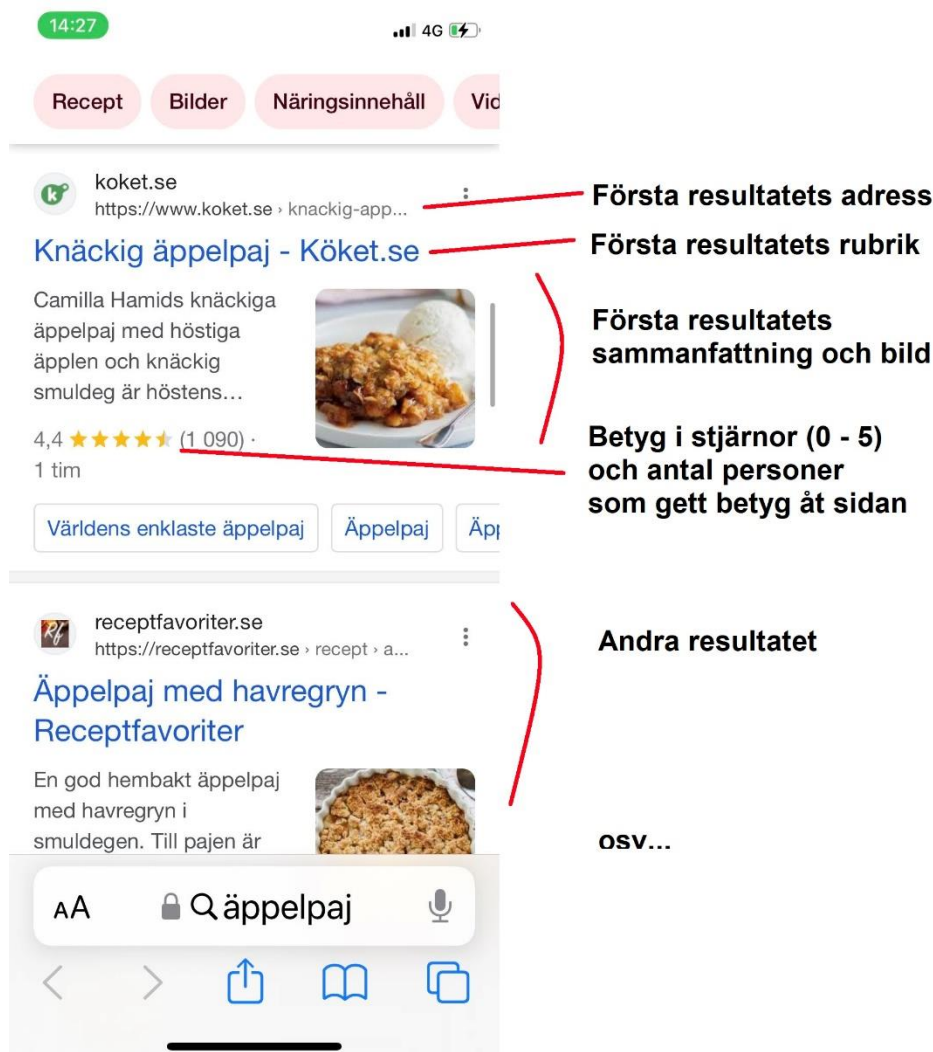 14:27
4G
Recept Bilder Näringsinnehåll Vid
koket.se
https://www.koket.se › knackig-app...
Knäckig äppelpaj - Köket.se
Camilla Hamids knäckiga
äppelpaj med höstiga
äpplen och knäckig
smuldeg är höstens...
4,4 ★★★★★ (1 090) ·
1 tim
Världens enklaste äppelpaj Äppelpaj Äpp
receptfavoriter.se
https://receptfavoriter.se › recept › a...
Äppelpaj med havregryn -
Receptfavoriter
En god hembakt äppelpaj
med havregryn i
smuldegen. Till pajen är
AA äppelpaj
Första resultatets adress
Första resultatets rubrik
Första resultatets
sammanfattning och bild
Betyg i stjärnor (0 - 5)
och antal personer
som gett betyg åt sidan
Andra resultatet
osv...